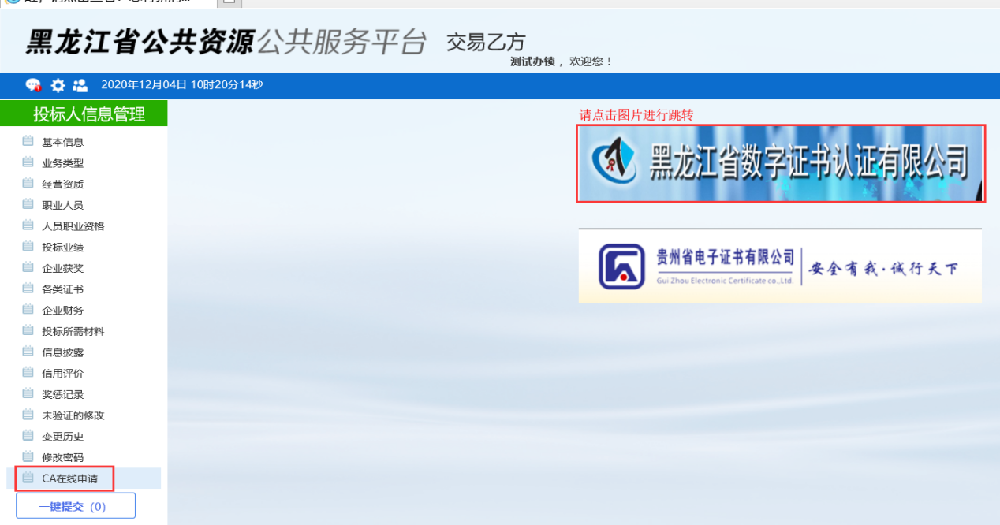 黑龙江省公共资源公共服务平台 交易乙方
测试办锁 ，欢迎您！
2020年12月04日 10时20分14秒
投标人信息管理
基本信息
业务类型
经营资质
职业人员
人员职业资格
投标业绩
企业获奖
各类证书
企业财务
投标所需材料
信息披露
信用评价
奖惩记录
未验证的修改
变更历史
修改密码
CA在线申请
一键提交（0）
请点击图片进行跳转
黑龙江省数字证书认证有限公司
贵州省电子证书有限公司
Gui Zhou Electronic Certificate co.,Ltd.
安全有我·诚行天下